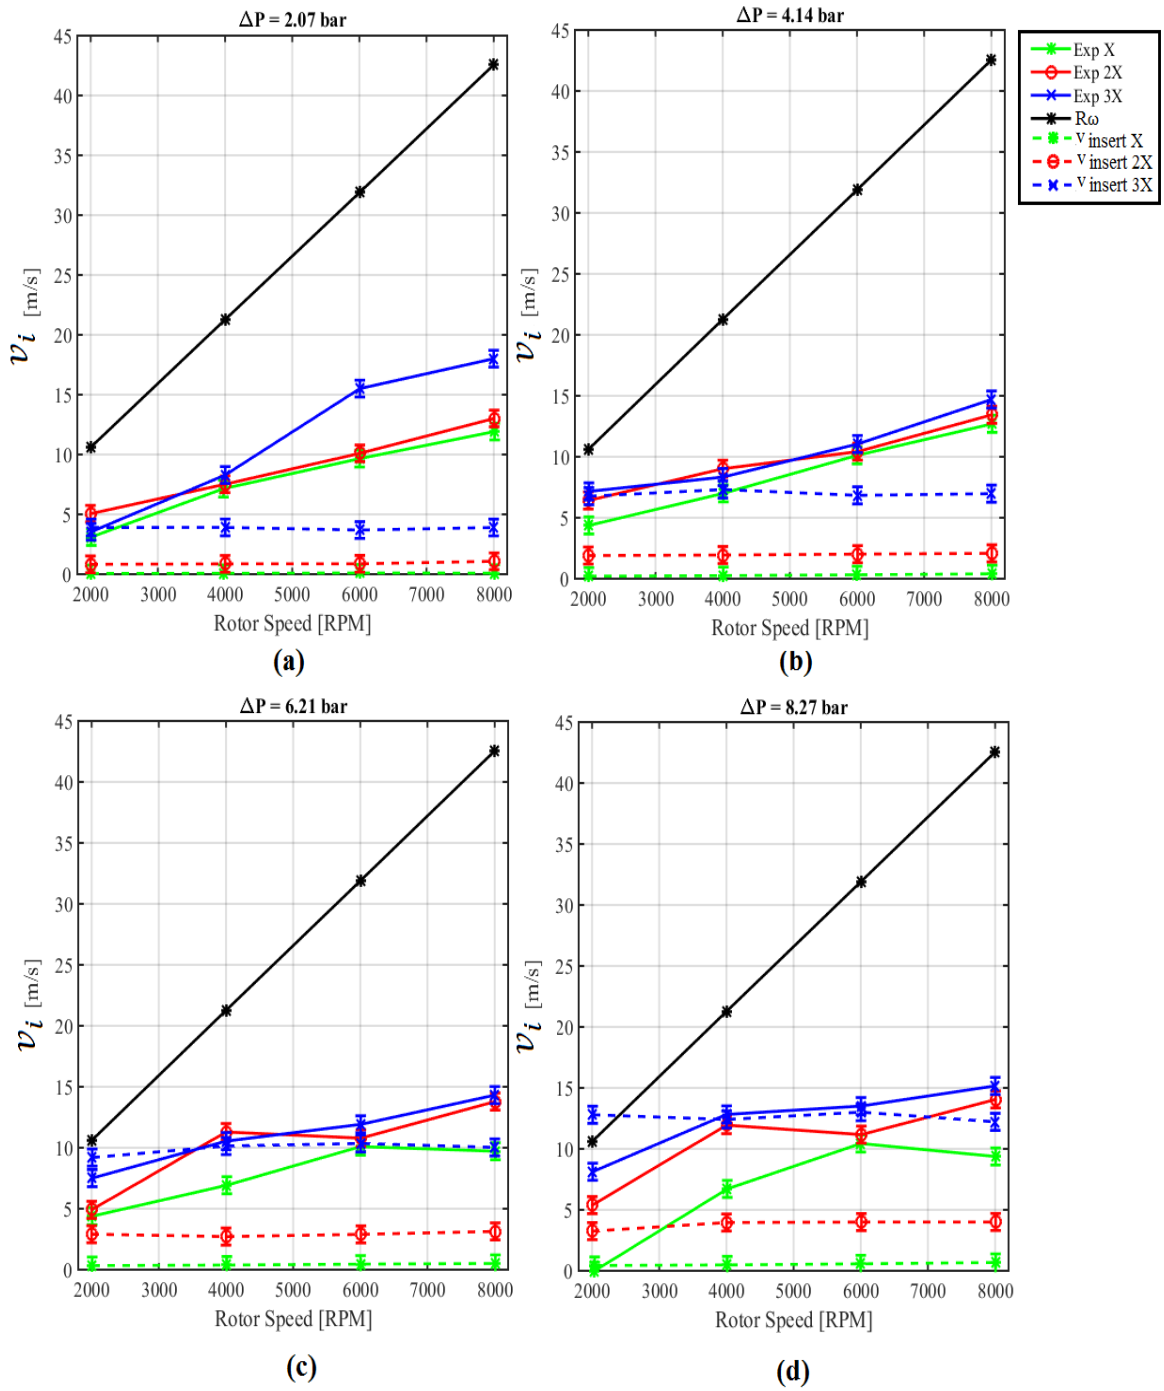 ΔP = 2.07 bar
45
40
35
30
25
20
15
10
5
0
v_i [m/s]
2000 3000 4000 5000 6000 7000 8000
Rotor Speed [RPM]
(a)
ΔP = 4.14 bar
45
40
35
30
25
20
15
10
5
0
v_i [m/s]
2000 3000 4000 5000 6000 7000 8000
Rotor Speed [RPM]
(b)
Exp X
Exp 2X
Exp 3X
Rω
v insert X
v insert 2X
v insert 3X
ΔP = 6.21 bar
45
40
35
30
25
20
15
10
5
0
v_i [m/s]
2000 3000 4000 5000 6000 7000 8000
Rotor Speed [RPM]
(c)
ΔP = 8.27 bar
45
40
35
30
25
20
15
10
5
0
v_i [m/s]
2000 3000 4000 5000 6000 7000 8000
Rotor Speed [RPM]
(d)